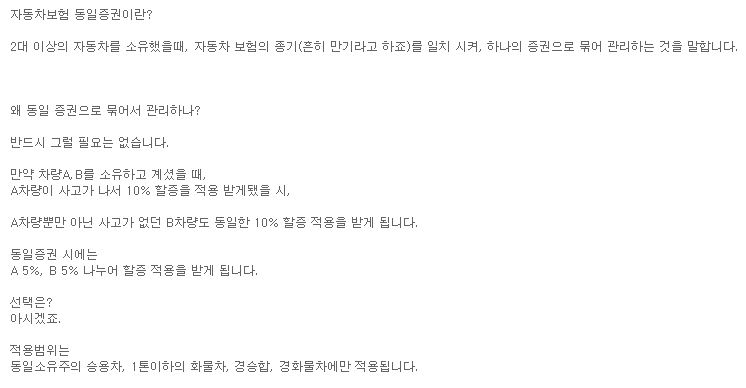 자동차보험 동일증권이란?
2대 이상의 자동차를 소유했을때, 자동차 보험의 종기(흔히 만기라고 하죠)를 일치 시켜, 하나의 증권으로 묶어 관리하는 것을 말합니다.
왜 동일 증권으로 묶어서 관리하나?
반드시 그럴 필요는 없습니다.
만약 차량A,B를 소유하고 계셨을 때,
A차량이 사고가 나서 10% 할증을 적용 받게됐을 시,
A차량뿐만 아닌 사고가 없던 B차량도 동일한 10% 할증 적용을 받게 됩니다.
동일증권 시에는
A 5%, B 5% 나누어 할증 적용을 받게 됩니다.
선택은?
아시겠죠.
적용범위는
동일소유주의 승용차, 1톤이하의 화물차, 경승합, 경화물차에만 적용됩니다.